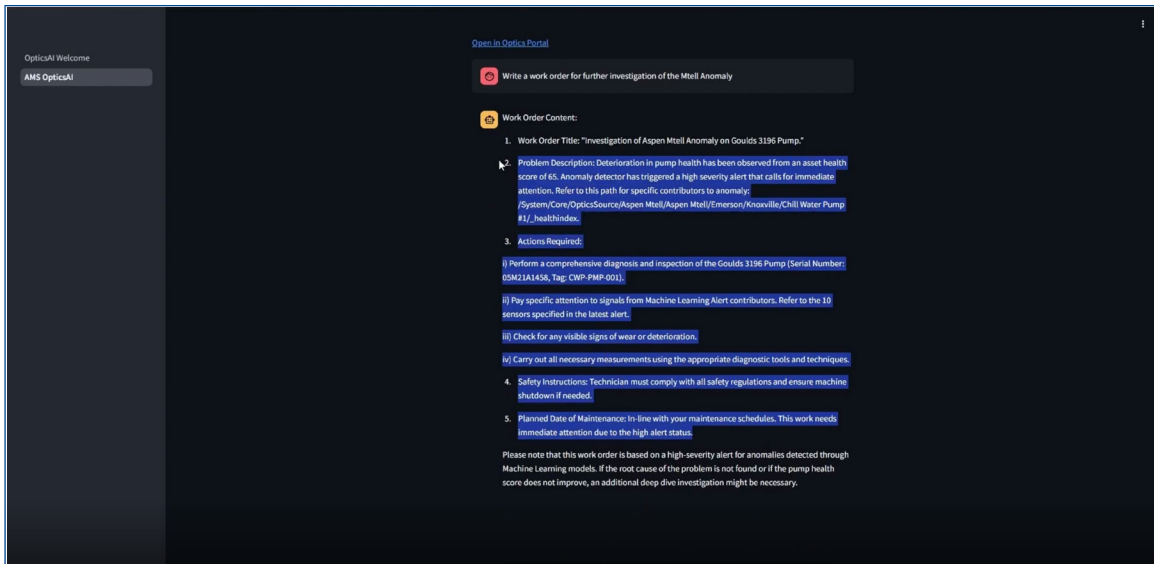 OpticsAI Welcome
AMS OpticsAI
Open in Optics Portal
Write a work order for further investigation of the Mtell Anomaly
Work Order Content:
1. Work Order Title: "Investigation of Aspen Mtell Anomaly on Goulds 3196 Pump."
2. Problem Description: Deterioration in pump health has been observed from an asset health
score of 65. Anomaly detector has triggered a high severity alert that calls for immediate
attention. Refer to this path for specific contributors to anomaly:
/System/Core/OpticsSource/Aspen Mtell/Aspen Mtell/Emerson/Knoxville/Chill Water Pump
#1/_healthindex.
3. Actions Required:
i) Perform a comprehensive diagnosis and inspection of the Goulds 3196 Pump (Serial Number:
05M21A1458, Tag: CWP-PMP-001).
ii) Pay specific attention to signals from Machine Learning Alert contributors. Refer to the 10
sensors specified in the latest alert.
iii) Check for any visible signs of wear or deterioration.
iv) Carry out all necessary measurements using the appropriate diagnostic tools and techniques.
4. Safety Instructions: Technician must comply with all safety regulations and ensure machine
shutdown if needed.
5. Planned Date of Maintenance: In-line with your maintenance schedules. This work needs
immediate attention due to the high alert status.
Please note that this work order is based on a high-severity alert for anomalies detected through
Machine Learning models. If the root cause of the problem is not found or if the pump health
score does not improve, an additional deep dive investigation might be necessary.